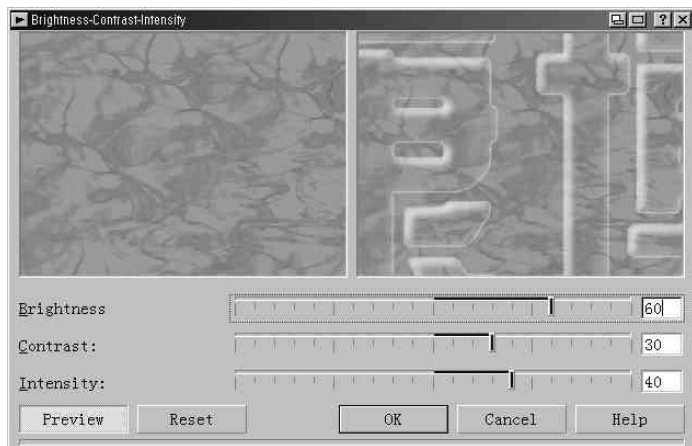 Brightness-Contrast-Intensity
Brightness 60
Contrast: 30
Intensity: 40
Preview Reset OK Cancel Help